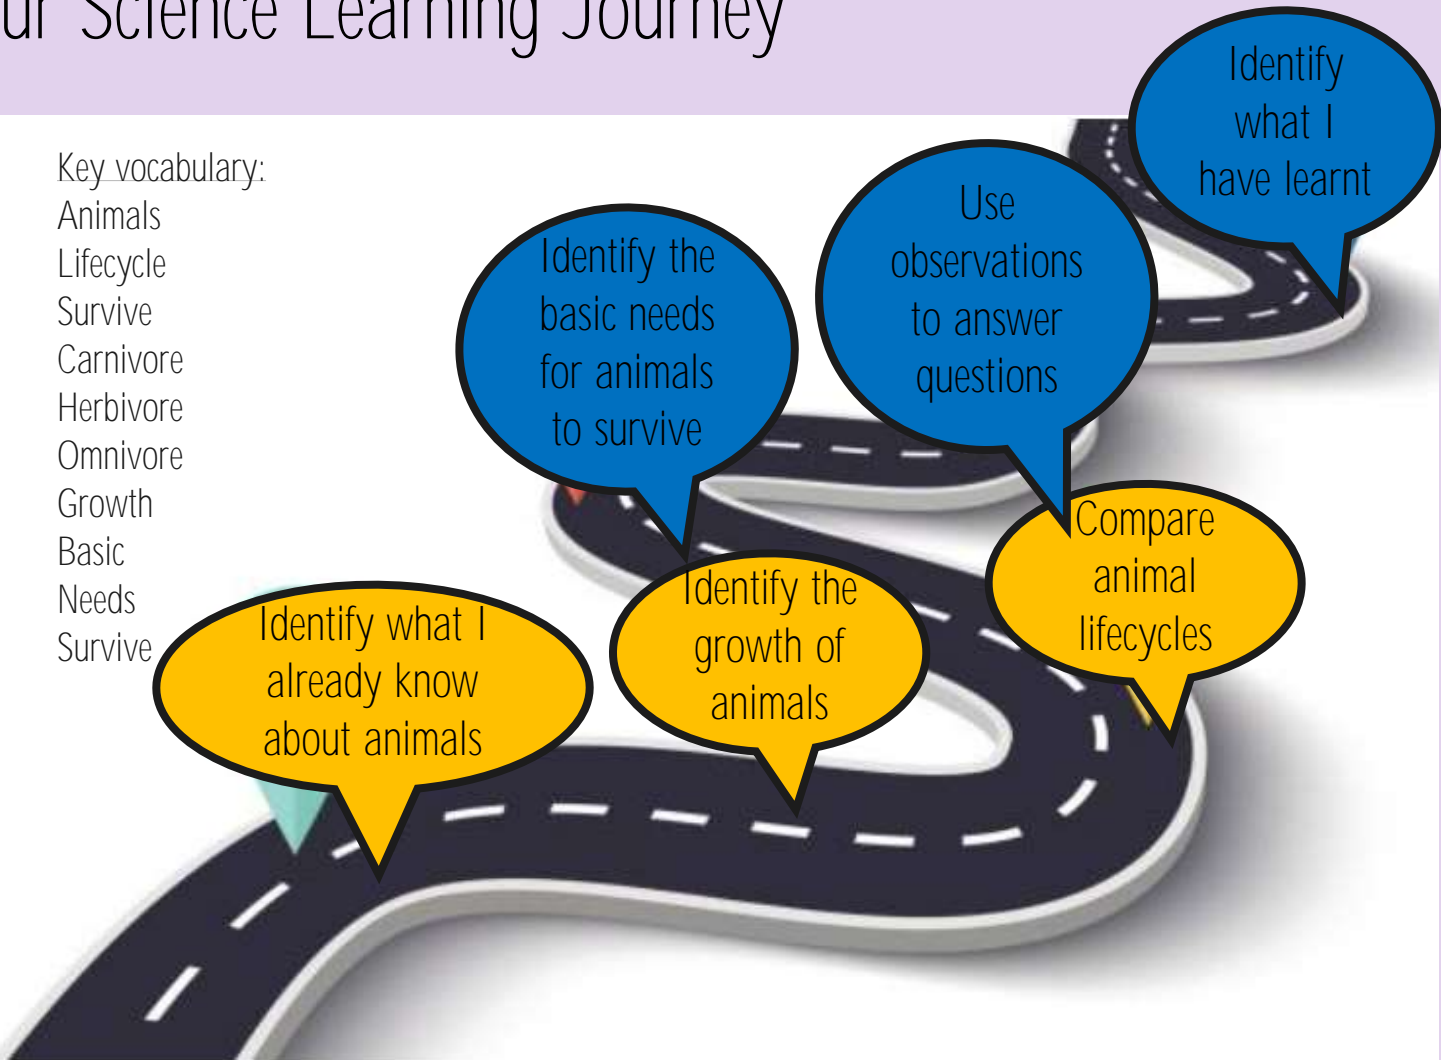 ur Science Learning Journey
Key vocabulary:
Animals
Lifecycle
Survive
Carnivore
Herbivore
Omnivore
Growth
Basic
Needs
Survive
Identify what I
already know
about animals
Identify the
growth of
animals
Compare
animal
lifecycles
Identify the
basic needs
for animals
to survive
Use
observations
to answer
questions
Identify
what I
have learnt